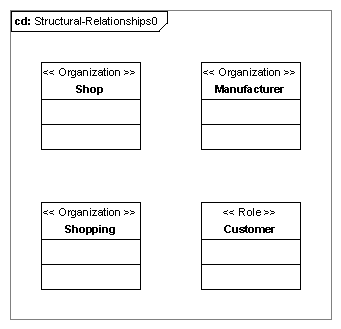 cd: Structural-Relationships0
<< Organization >>
Shop
<< Organization >>
Manufacturer
<< Organization >>
Shopping
<< Role >>
Customer